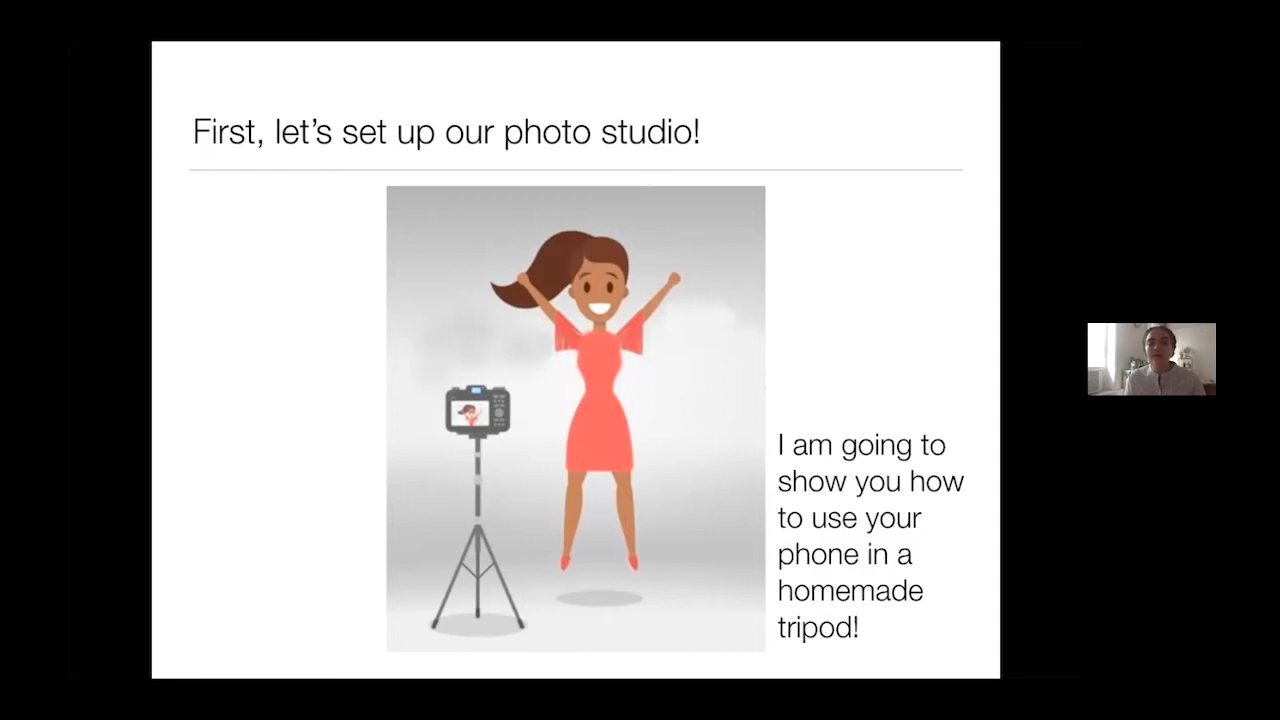 First, let’s set up our photo studio!
I am going to
show you how
to use your
phone in a
homemade
tripod!